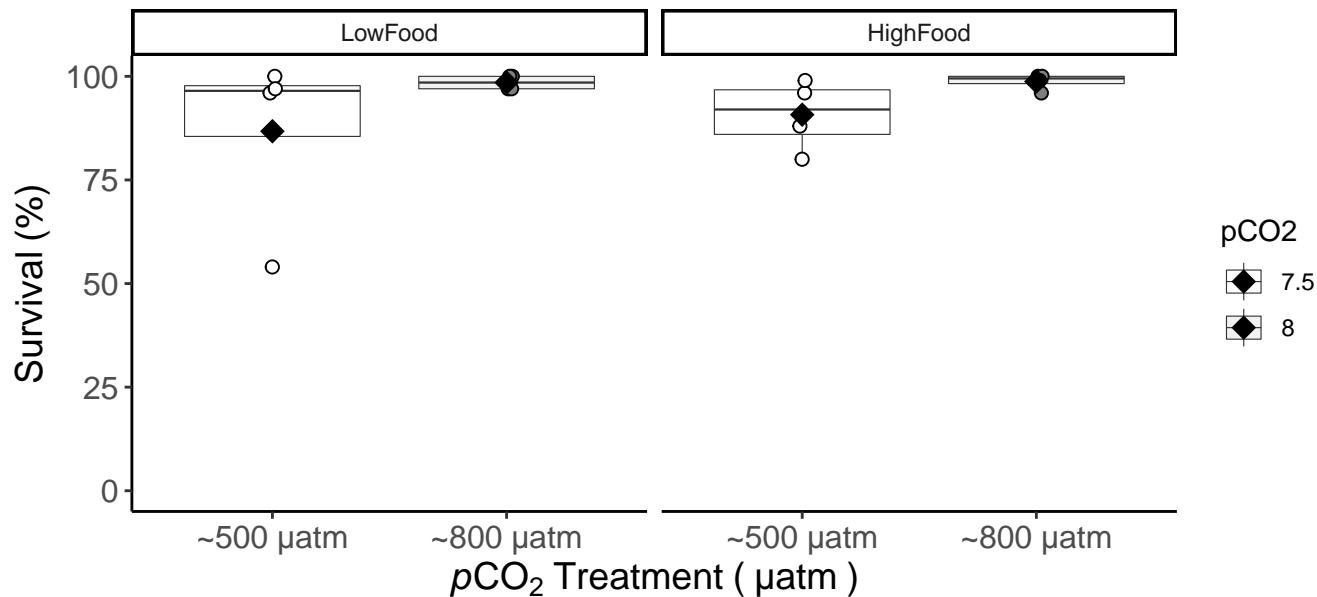 LowFood
HighFood
Survival (%)
100
75
50
25
0
~500 µatm
~800 µatm
~500 µatm
~800 µatm
pCO₂ Treatment ( µatm )
pCO2
7.5
8